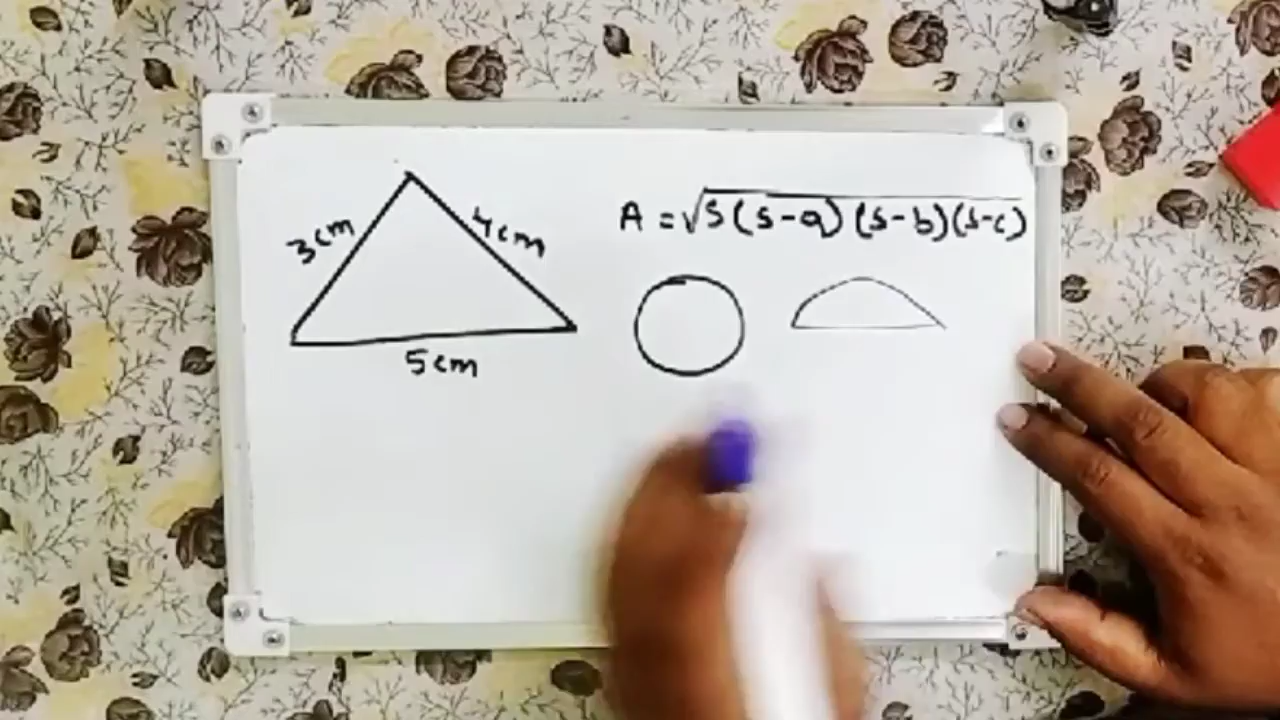 3cm
4cm
5cm
A = √S(s-a)(s-b)(s-c)